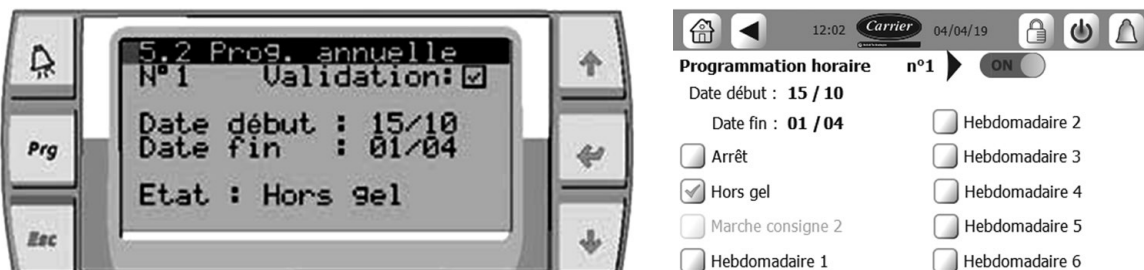 5.2 Prog. annuelle
N°1 Validation:
Date début : 15/10
Date fin : 01/04
Etat : Hors gel
Prg
Esc
12:02 Carrier 04/04/19
Programmation horaire n°1 ON
Date début : 15 / 10
Date fin : 01 / 04
Arrêt
Hors gel
Marche consigne 2
Hebdomadaire 1
Hebdomadaire 2
Hebdomadaire 3
Hebdomadaire 4
Hebdomadaire 5
Hebdomadaire 6